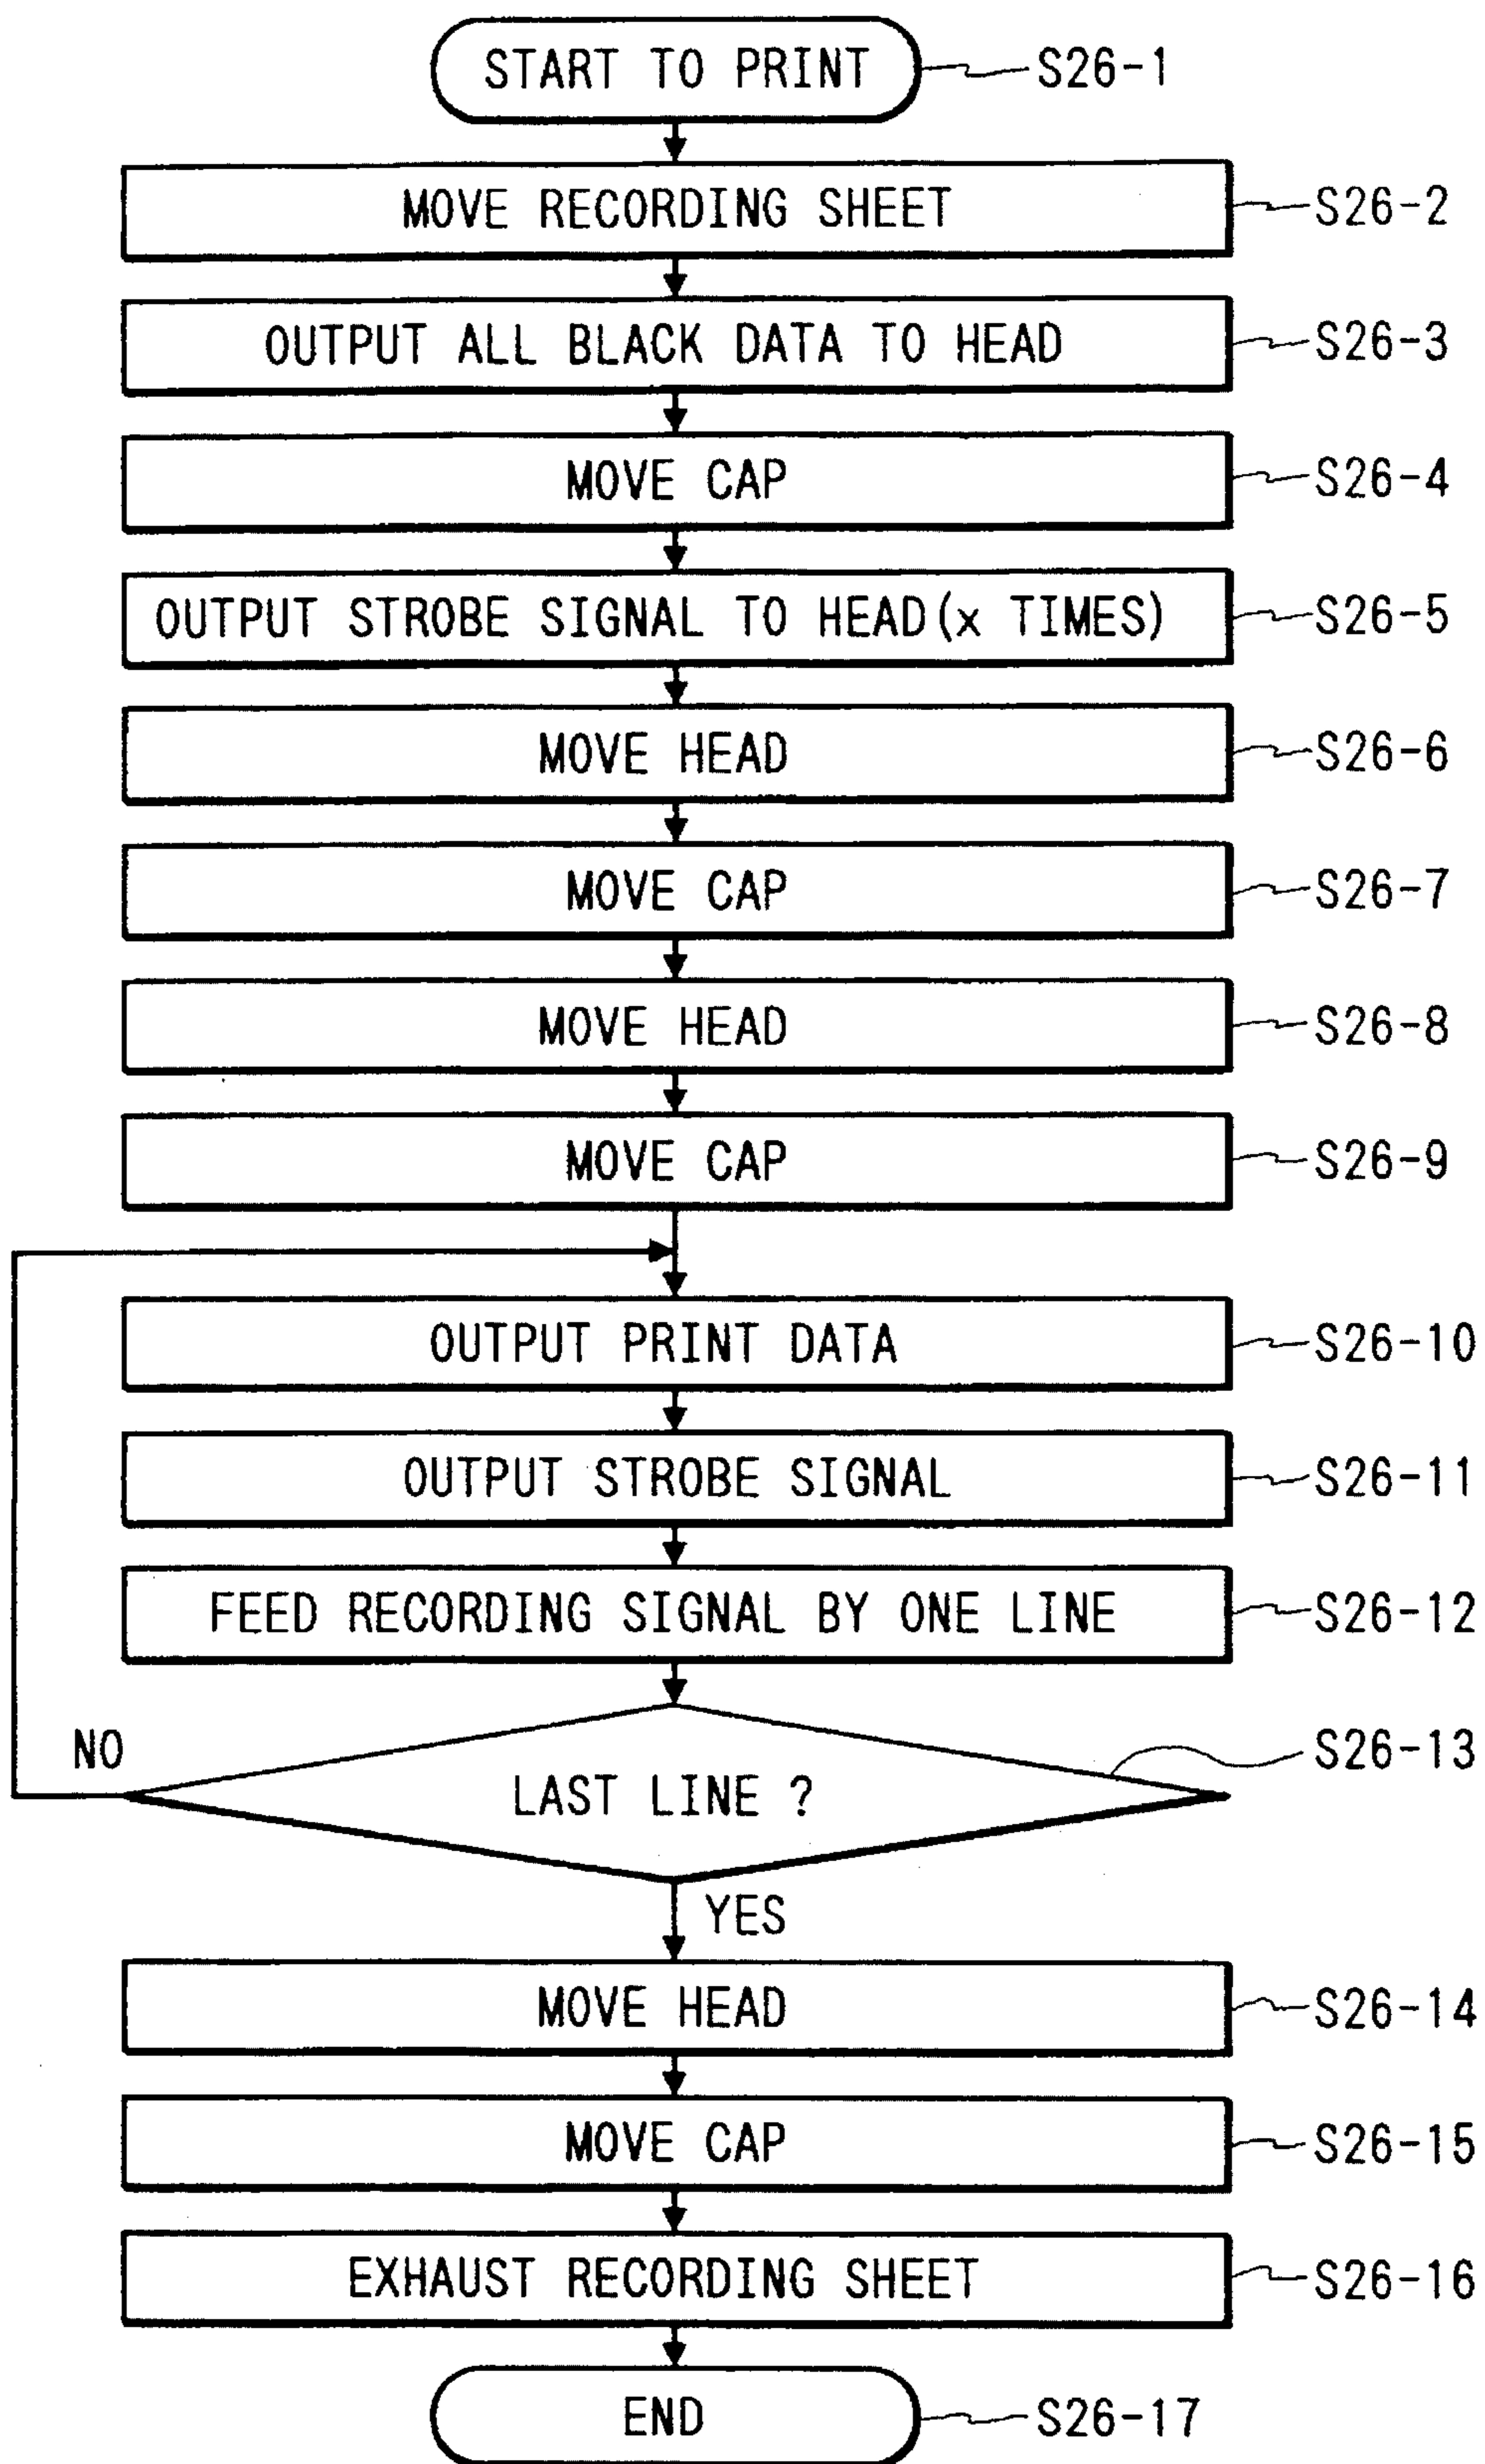 START TO PRINT S26-1
MOVE RECORDING SHEET S26-2
OUTPUT ALL BLACK DATA TO HEAD S26-3
MOVE CAP S26-4
OUTPUT STROBE SIGNAL TO HEAD(x TIMES) S26-5
MOVE HEAD S26-6
MOVE CAP S26-7
MOVE HEAD S26-8
MOVE CAP S26-9
OUTPUT PRINT DATA S26-10
OUTPUT STROBE SIGNAL S26-11
FEED RECORDING SIGNAL BY ONE LINE S26-12
NO S26-13
LAST LINE ?
YES
MOVE HEAD S26-14
MOVE CAP S26-15
EXHAUST RECORDING SHEET S26-16
END S26-17